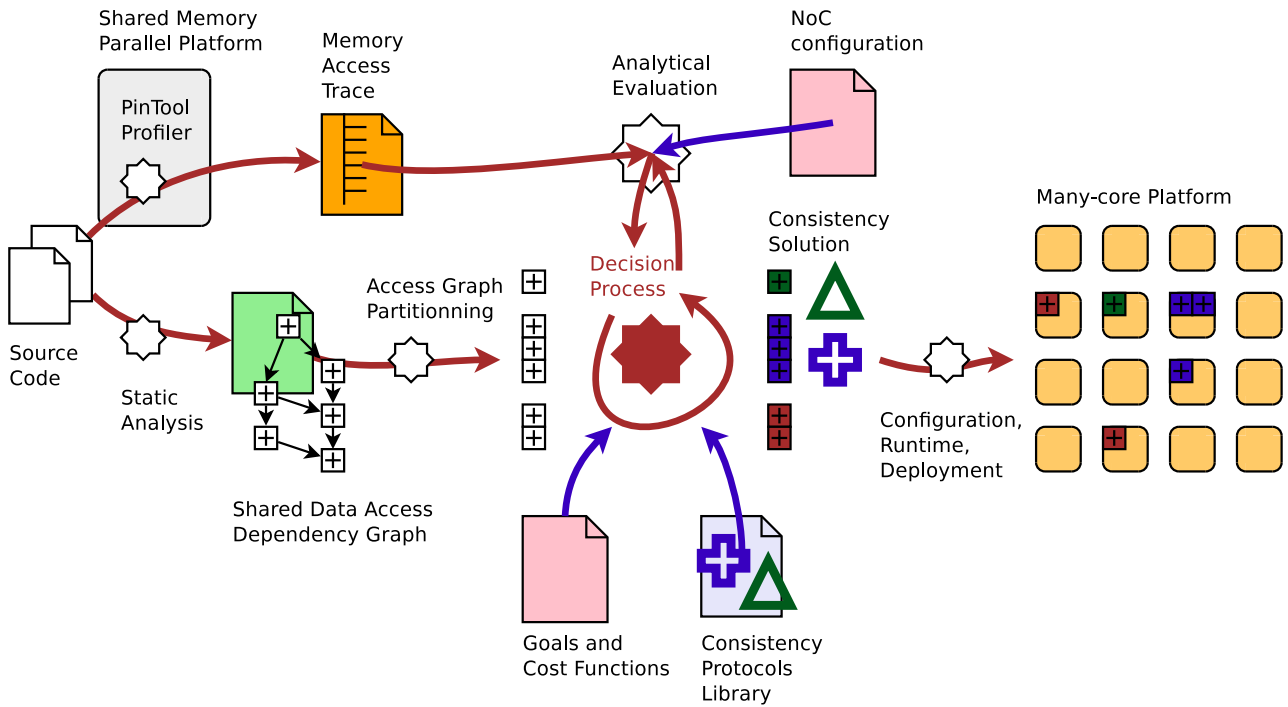 Shared Memory
Parallel Platform
PinTool
Profiler
Memory
Access
Trace
Analytical
Evaluation
NoC
configuration
Source
Code
Static
Analysis
Shared Data Access
Dependency Graph
Access Graph
Partitionning
Decision
Process
Goals and
Cost Functions
Consistency
Protocols
Library
Consistency
Solution
Configuration,
Runtime,
Deployment
Many-core Platform